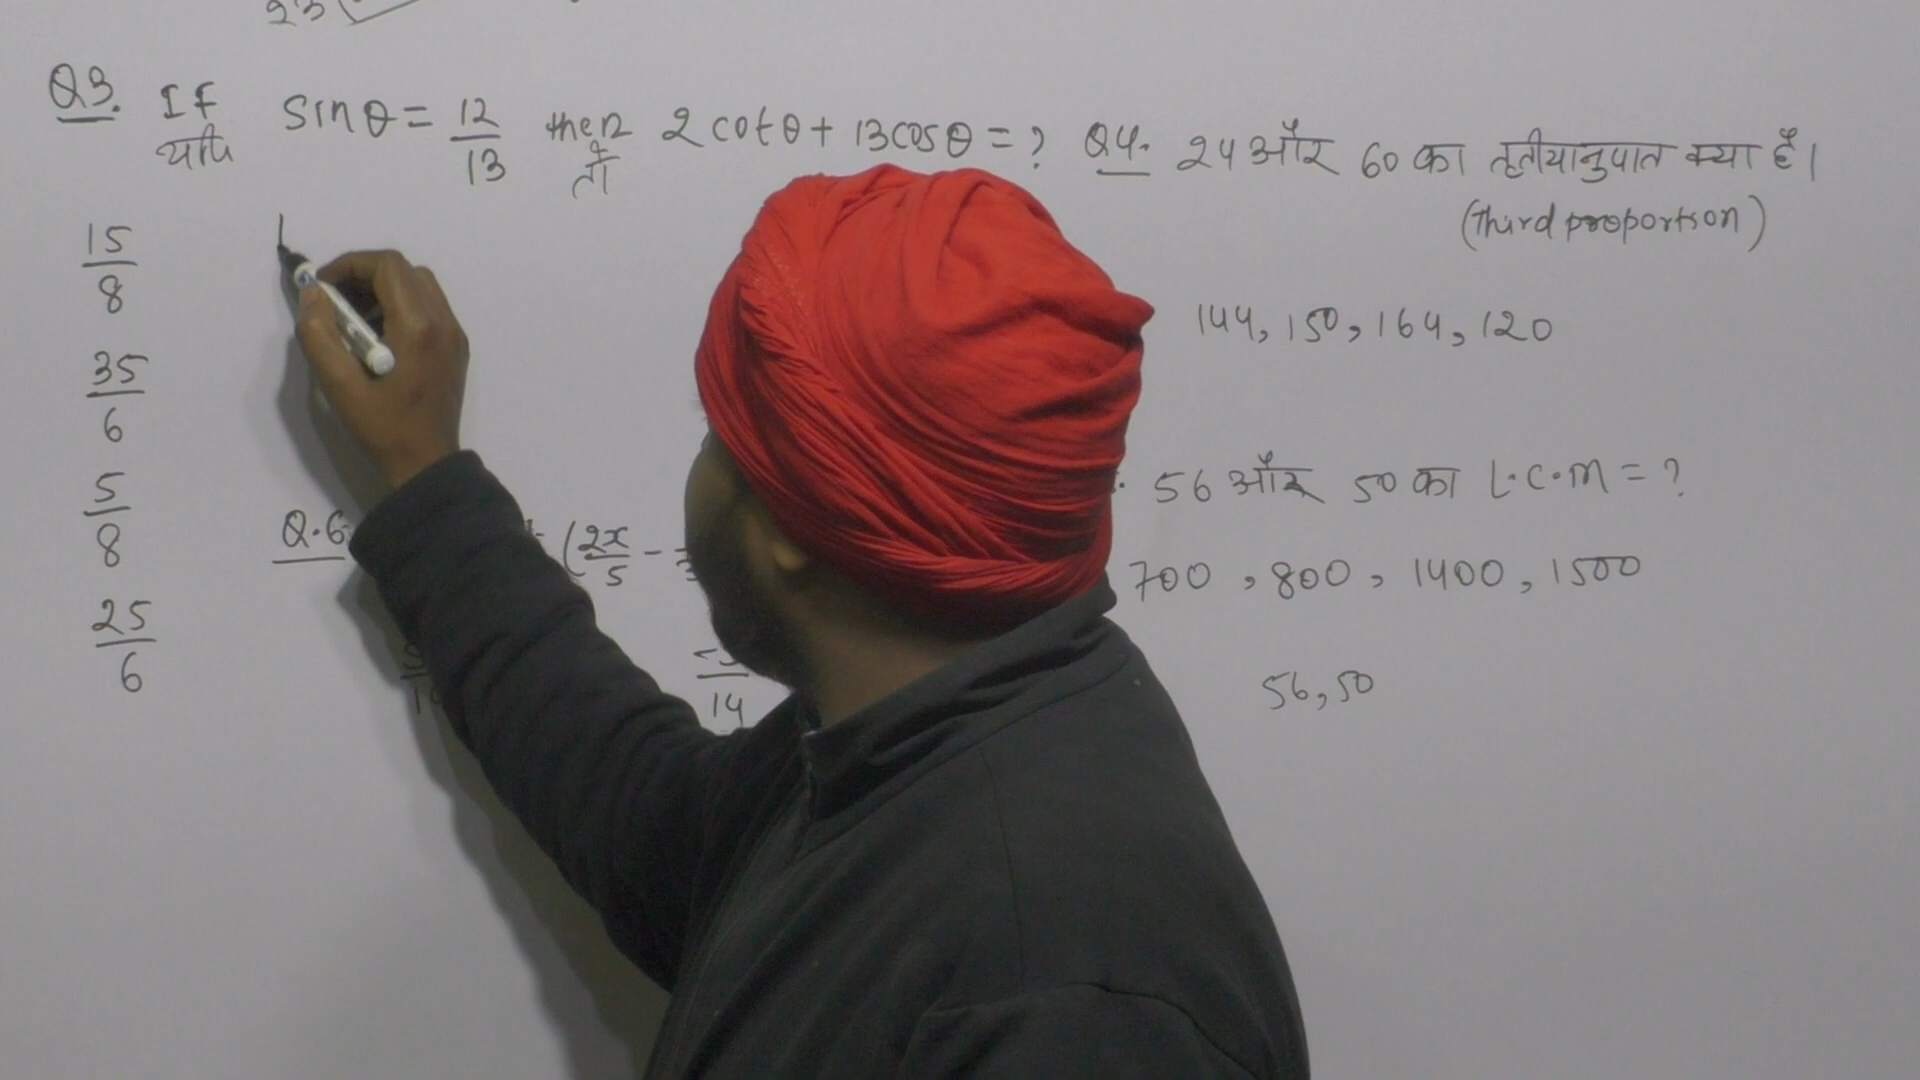 23
Q3. If sinθ = 12/13 then 2cotθ + 13cosθ = ?
यदि तो
15/8
35/6
5/8
25/6
Q4. 24 और 60 का तृतीयानुपात क्या है।
(Third proportion)
144, 150, 164, 120
56 और 50 का L.C.M = ?
700, 800, 1400, 1500
56, 50
Q.6 (2x/5 -
14